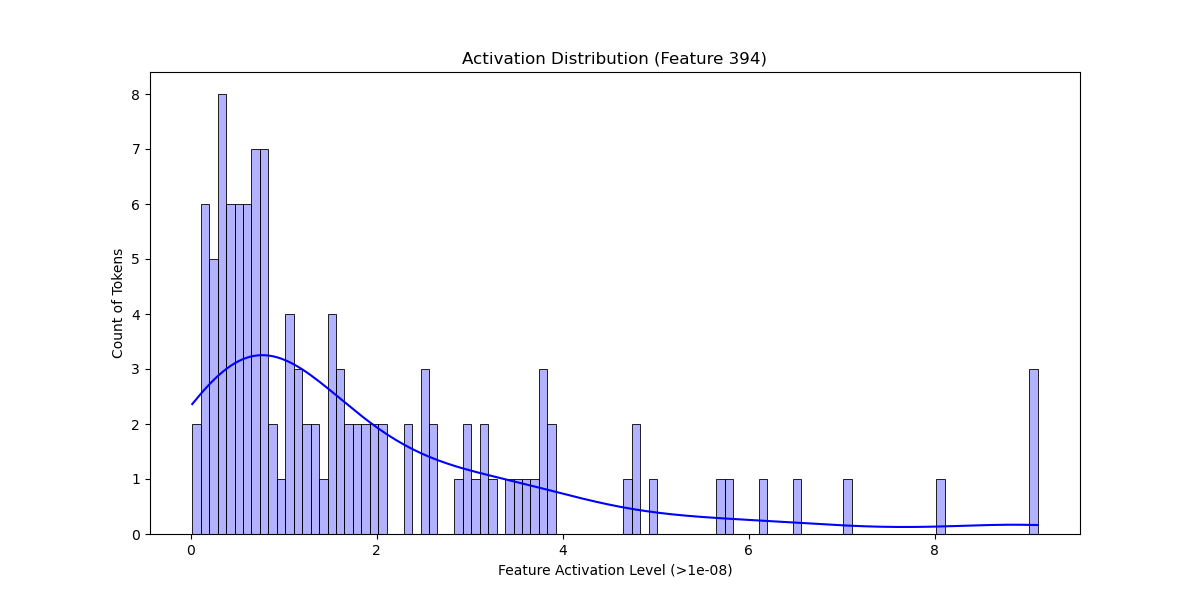 Activation Distribution (Feature 394)
8
7
6
5
4
3
2
1
0
Count of Tokens
0 2 4 6 8
Feature Activation Level (>1e-08)